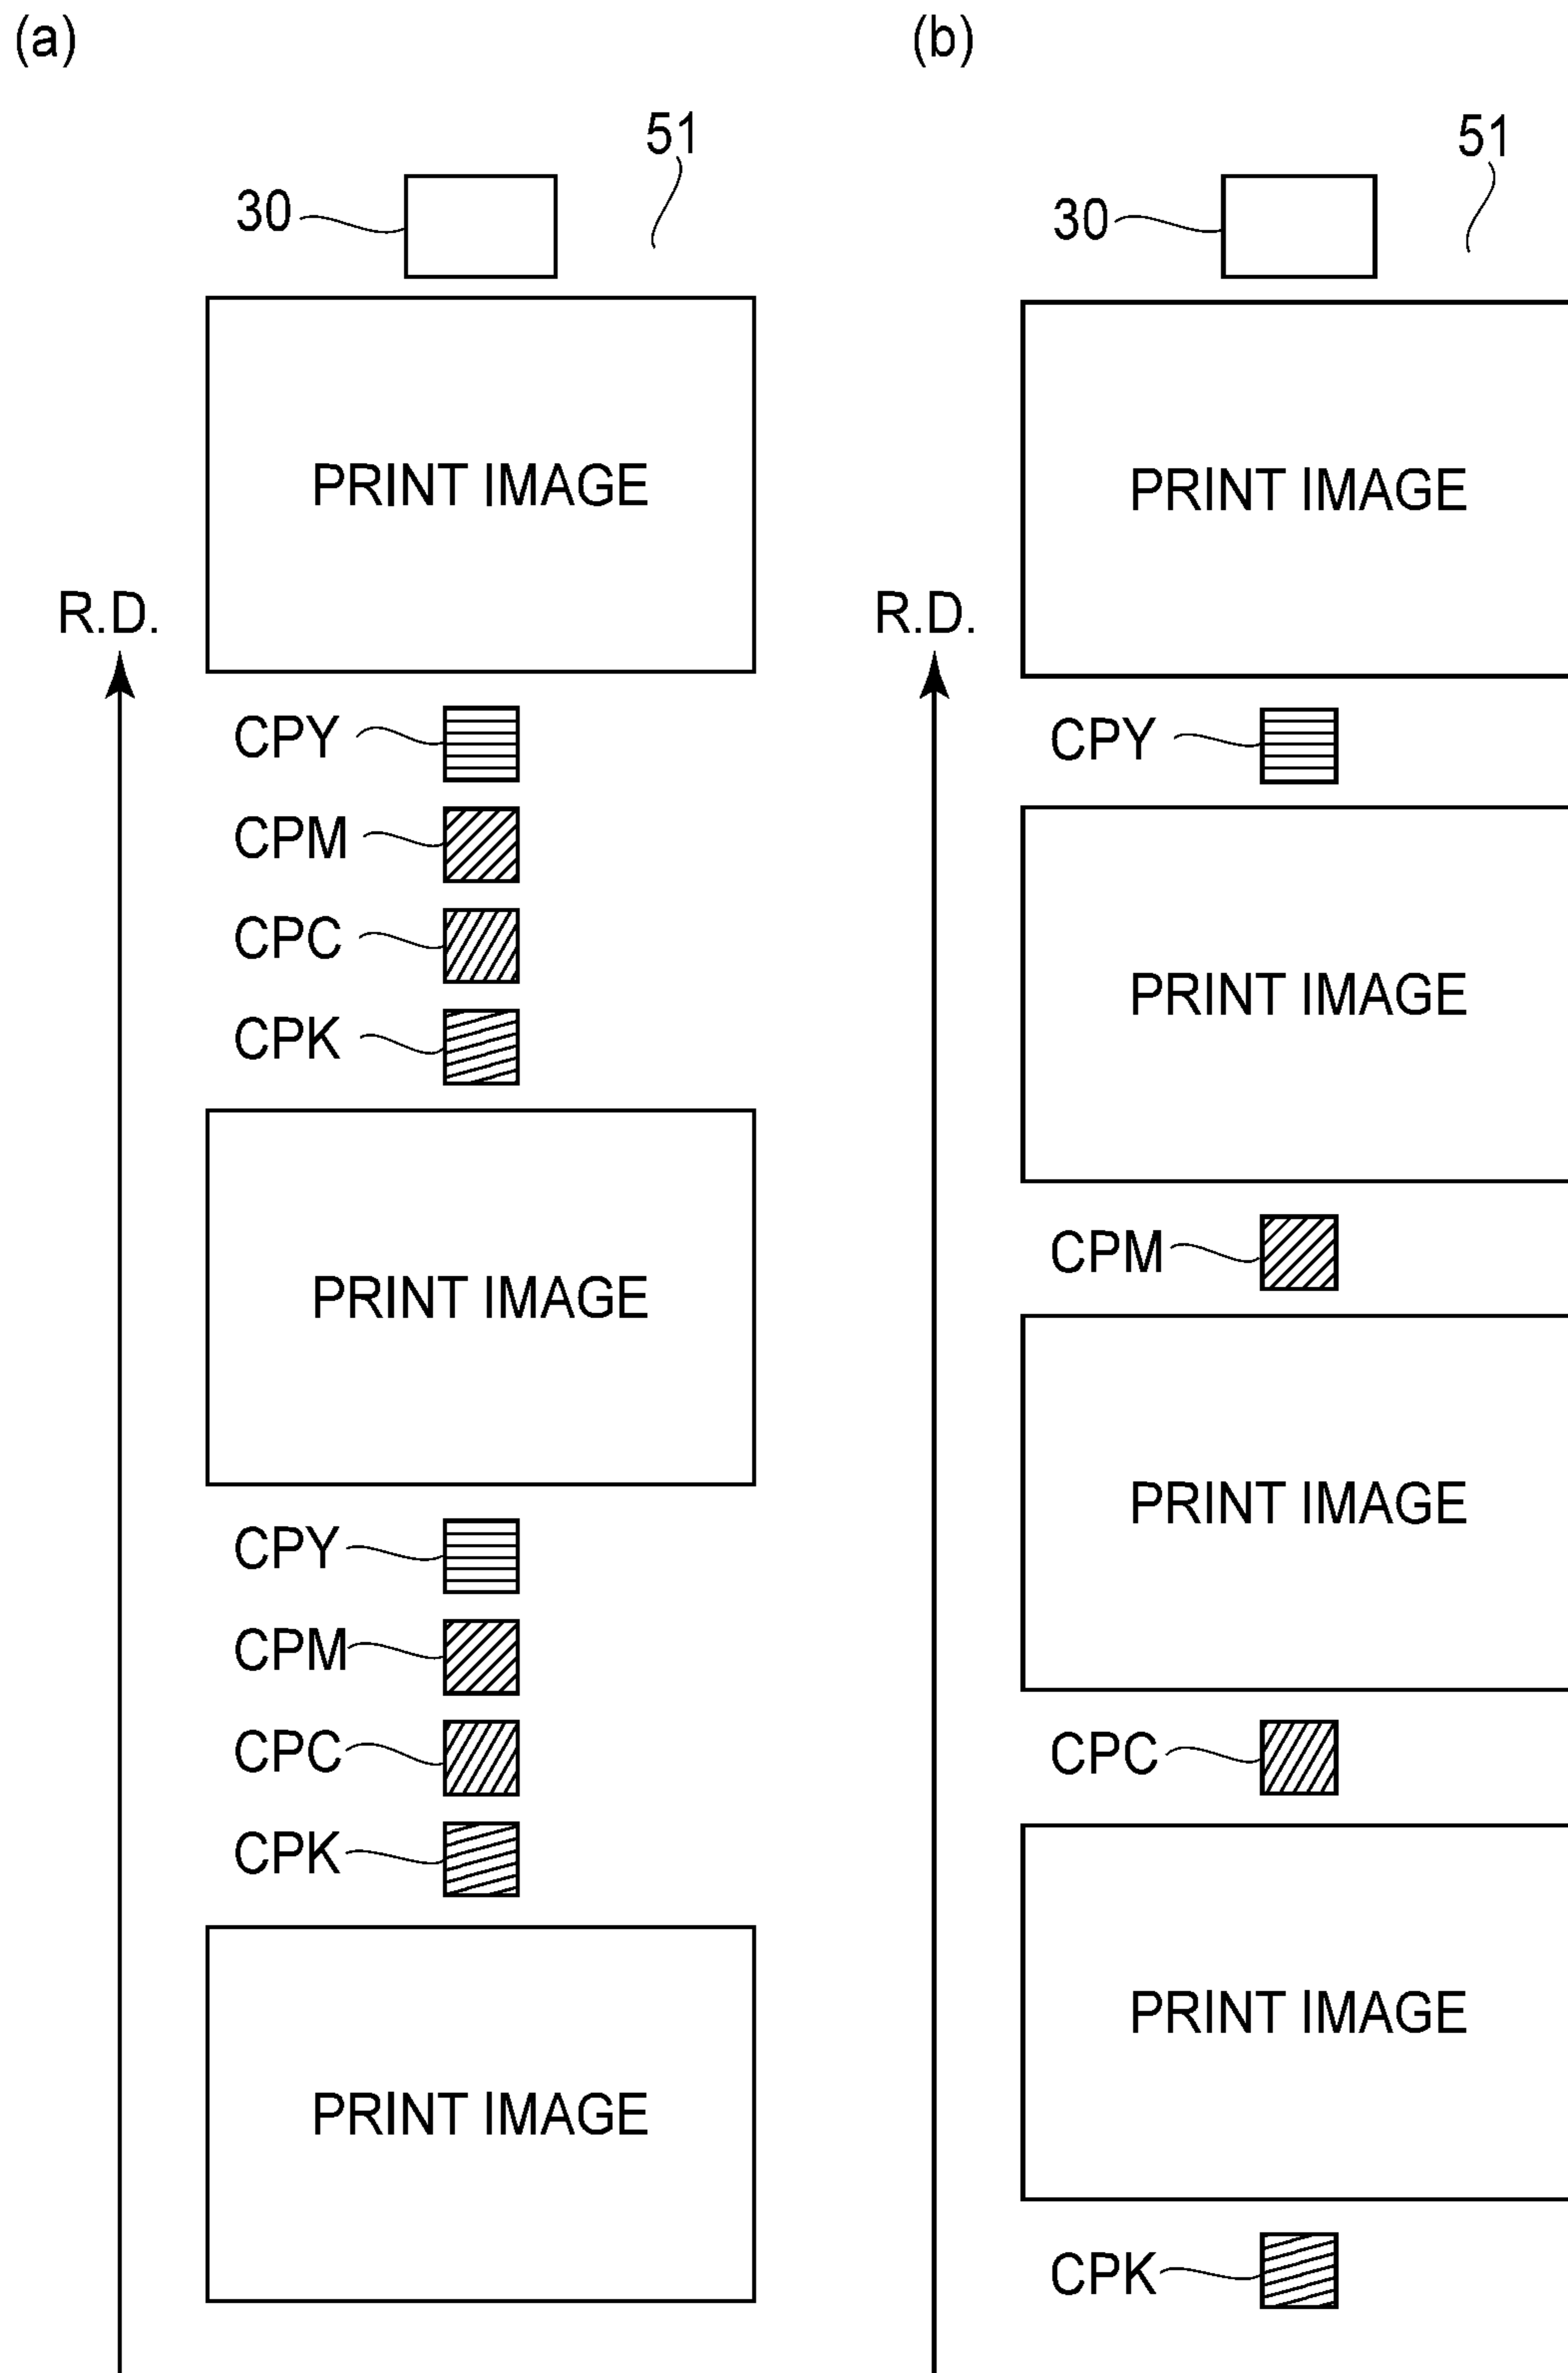 (a)
51
30
PRINT IMAGE
R.D.
CPY
CPM
CPC
CPK
PRINT IMAGE
CPY
CPM
CPC
CPK
PRINT IMAGE
(b)
51
30
PRINT IMAGE
R.D.
CPY
PRINT IMAGE
CPM
PRINT IMAGE
CPC
PRINT IMAGE
CPK